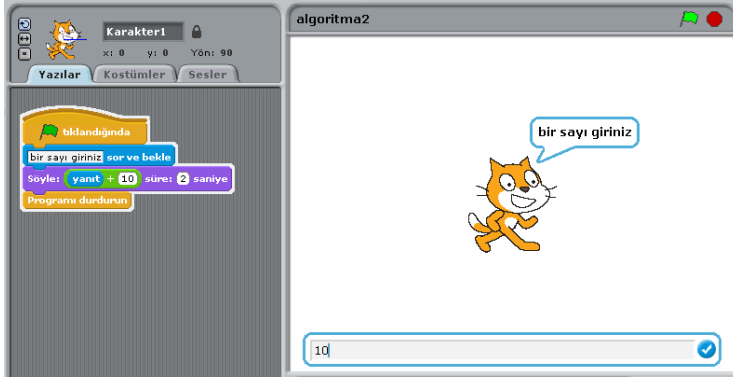 Karakter1
x: 0 y: 0 Yön: 90
Yazılar Kostümler Sesler
tıklandığında
bir sayı giriniz sor ve bekle
Söyle: yanıt + 10 süre: 2 saniye
Programı durdurun
algoritma2
bir sayı giriniz
10